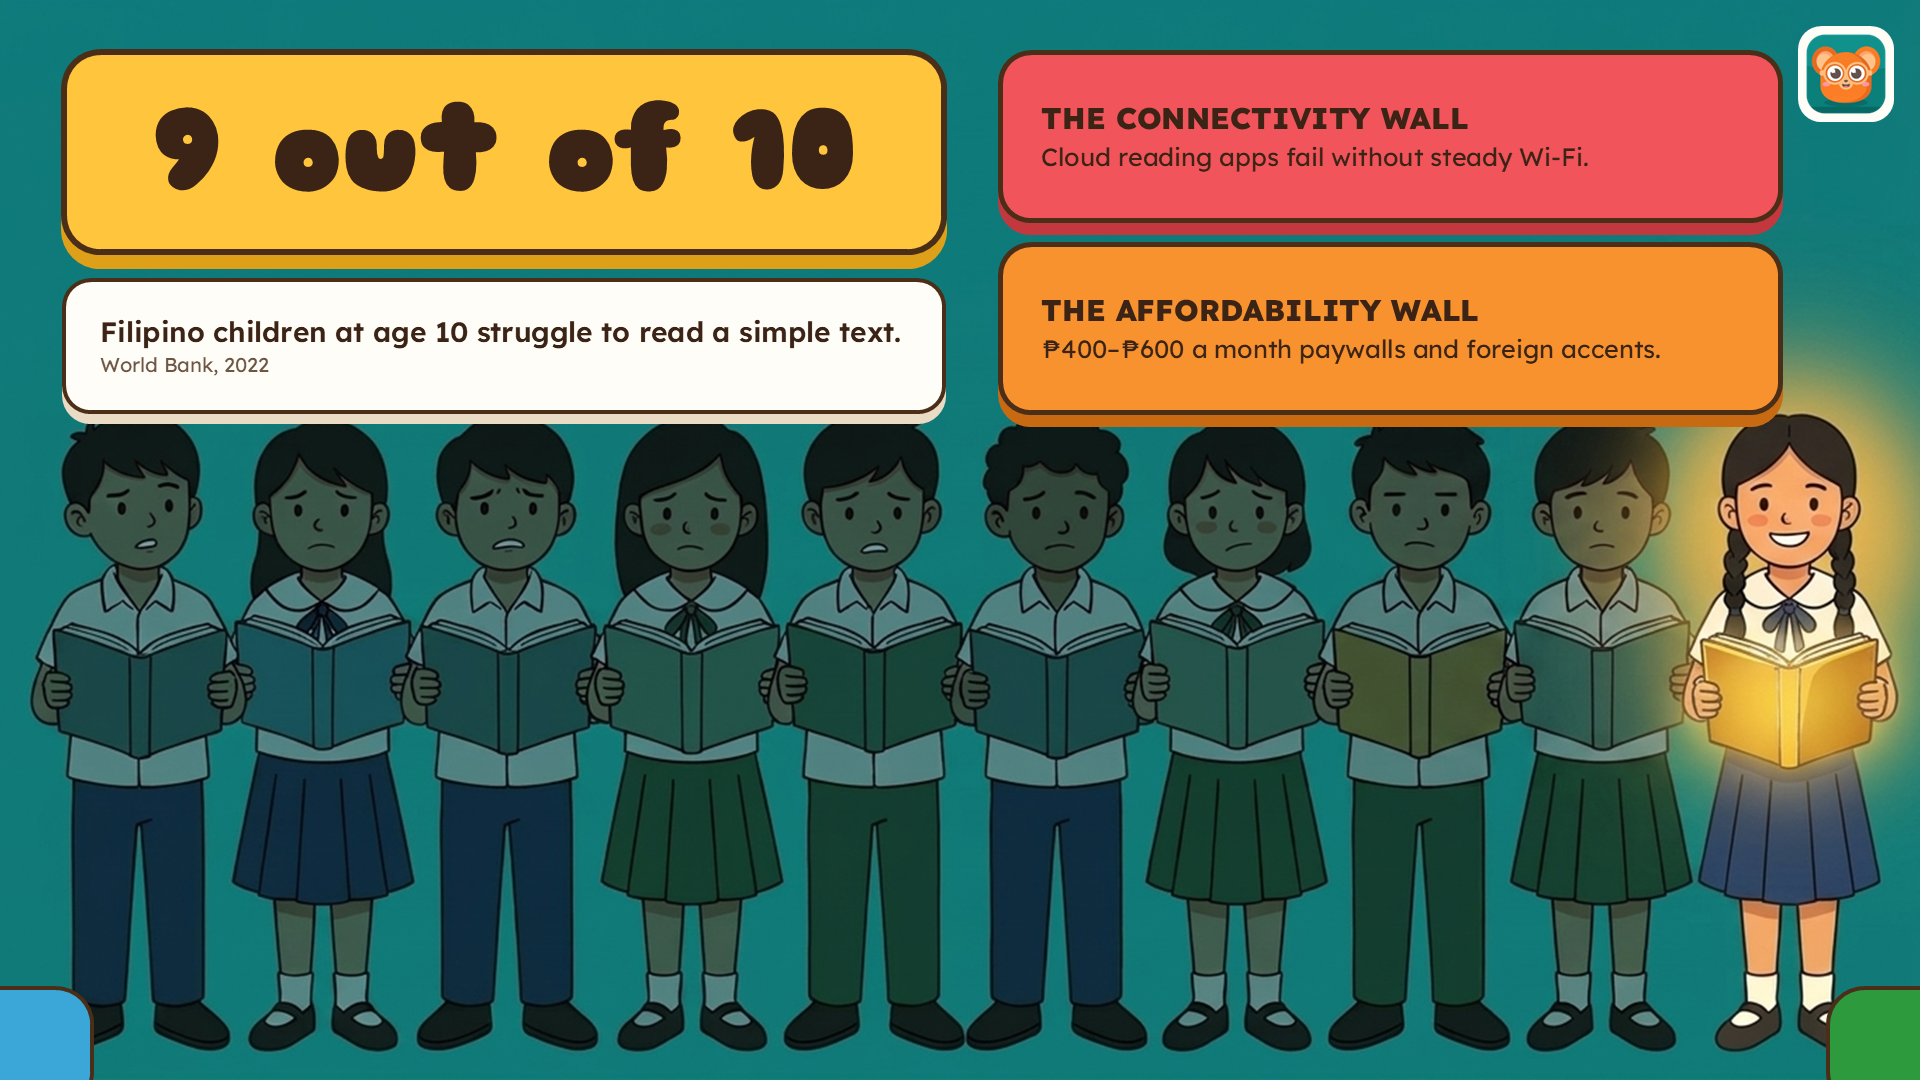 9 out of 10
Filipino children at age 10 struggle to read a simple text.
World Bank, 2022
THE CONNECTIVITY WALL
Cloud reading apps fail without steady Wi-Fi.
THE AFFORDABILITY WALL
₱400–₱600 a month paywalls and foreign accents.